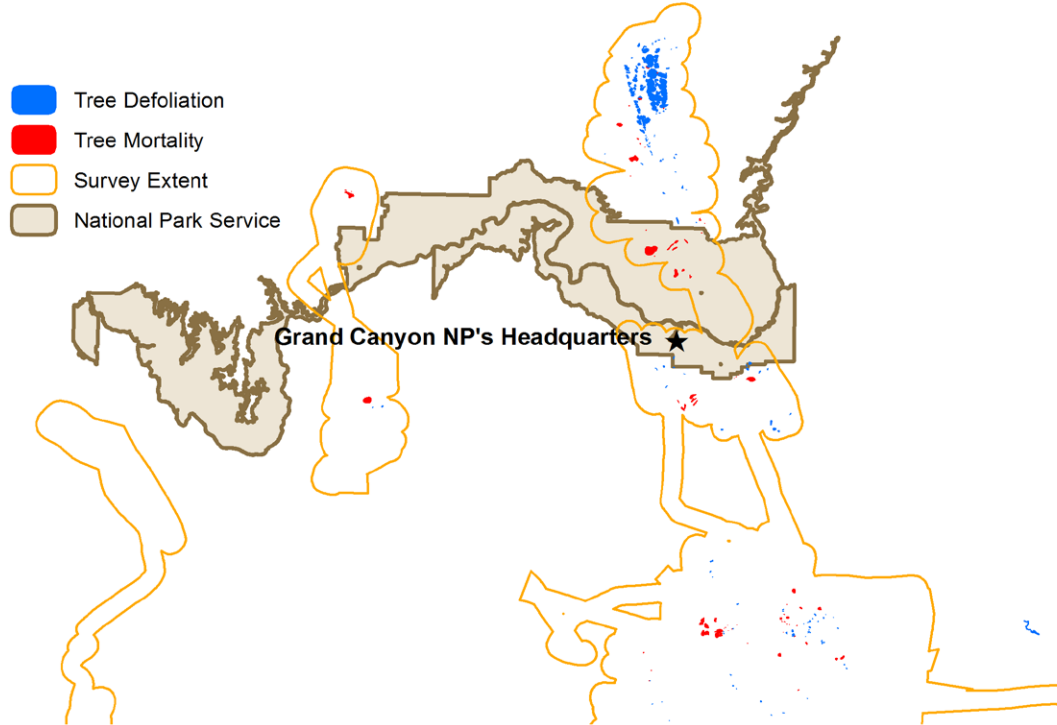 Tree Defoliation
Tree Mortality
Survey Extent
National Park Service
Grand Canyon NP's Headquarters